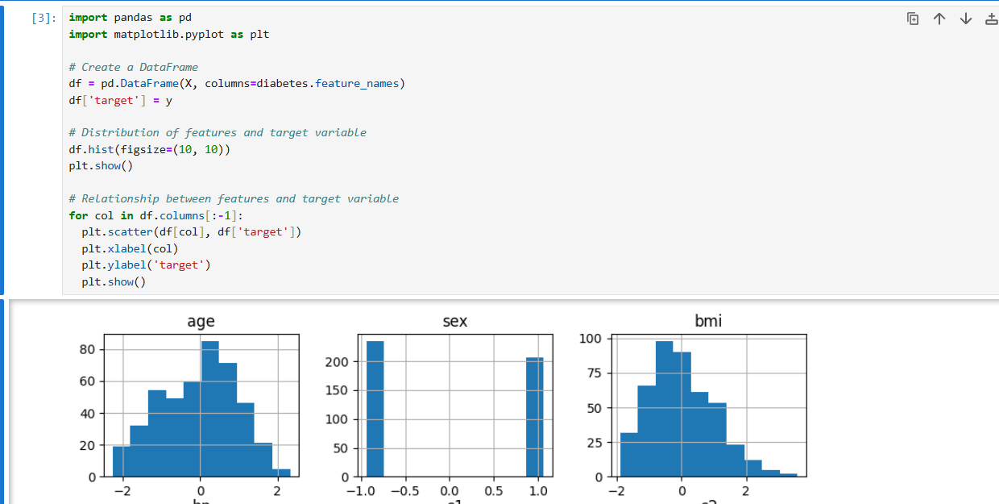 [3]:
import pandas as pd
import matplotlib.pyplot as plt
# Create a DataFrame
df = pd.DataFrame(X, columns=diabetes.feature_names)
df['target'] = y
# Distribution of features and target variable
df.hist(figsize=(10, 10))
plt.show()
# Relationship between features and target variable
for col in df.columns[:-1]:
  plt.scatter(df[col], df['target'])
  plt.xlabel(col)
  plt.ylabel('target')
  plt.show()
age
80
60
40
20
0
−2 0 2
sex
200
150
100
50
0
−1.0 −0.5 0.0 0.5 1.0
bmi
100
75
50
25
0
−2 0 2